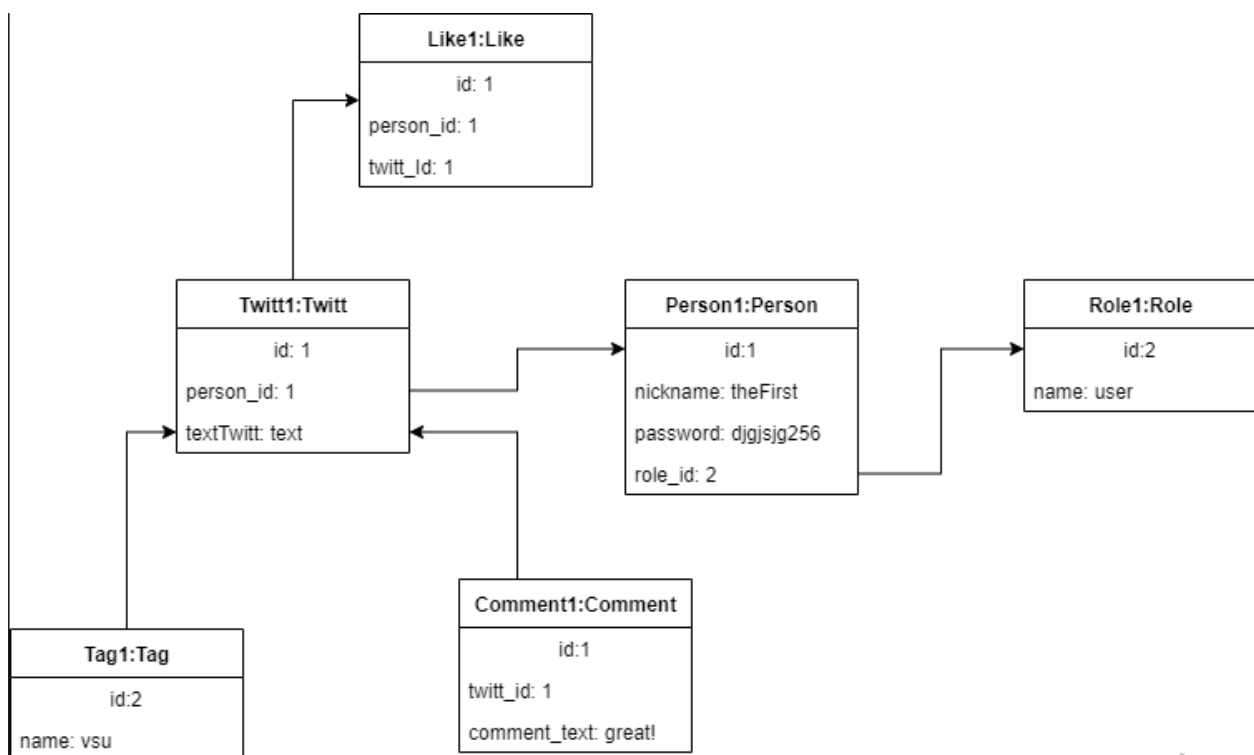 Like1:Like
id: 1
person_id: 1
twitt_Id: 1
Twitt1:Twitt
id: 1
person_id: 1
textTwitt: text
Person1:Person
id:1
nickname: theFirst
password: djgjsjg256
role_id: 2
Role1:Role
id:2
name: user
Comment1:Comment
id:1
twitt_id: 1
comment_text: great!
Tag1:Tag
id:2
name: vsu